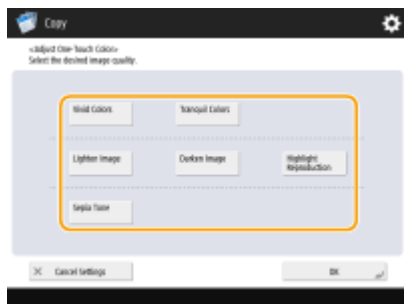 Copy
<Adjust One-Touch Color>
Select the desired image quality.
Vivid Colors
Tranquil Colors
Lighten Image
Darken Image
Highlight
Reproduction
Sepia Tone
Cancel Settings
OK